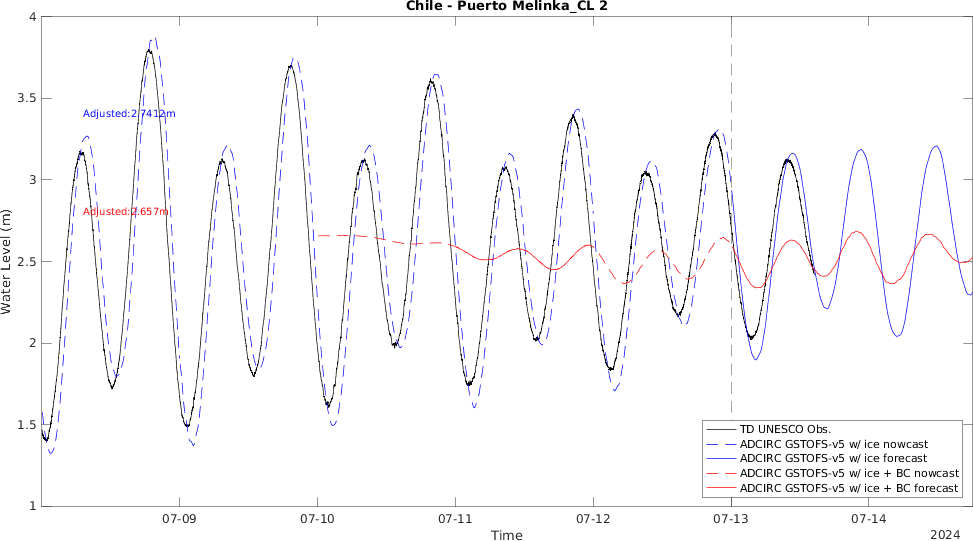 Chile - Puerto Melinka_CL 2
4
3.5
3
2.5
2
1.5
1
Water Level (m)
Adjusted:2.7412m
Adjusted:2.657m
TD UNESCO Obs.
ADCIRC GSTOFS-v5 w/ ice nowcast
ADCIRC GSTOFS-v5 w/ ice forecast
ADCIRC GSTOFS-v5 w/ ice + BC nowcast
ADCIRC GSTOFS-v5 w/ ice + BC forecast
07-09 07-10 07-11 07-12 07-13 07-14
Time
2024